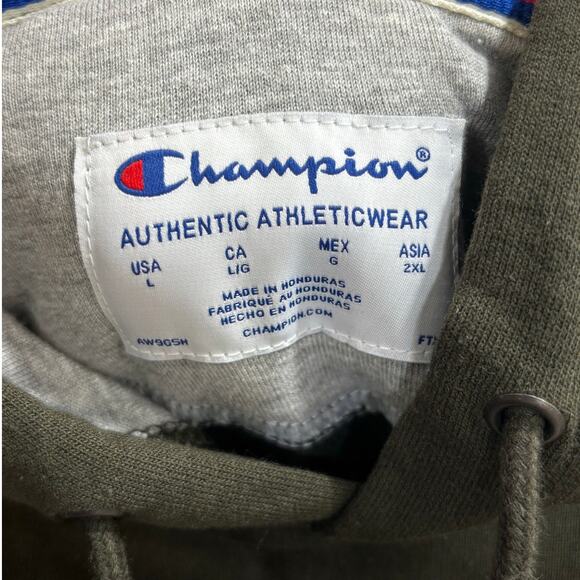 Champion®
AUTHENTIC ATHLETICWEAR
USA CA MEX ASIA
L L/G G 2XL
MADE IN HONDURAS
FABRIQUÉ AU HONDURAS
HECHO EN HONDURAS
CHAMPION.COM
AW9GSH